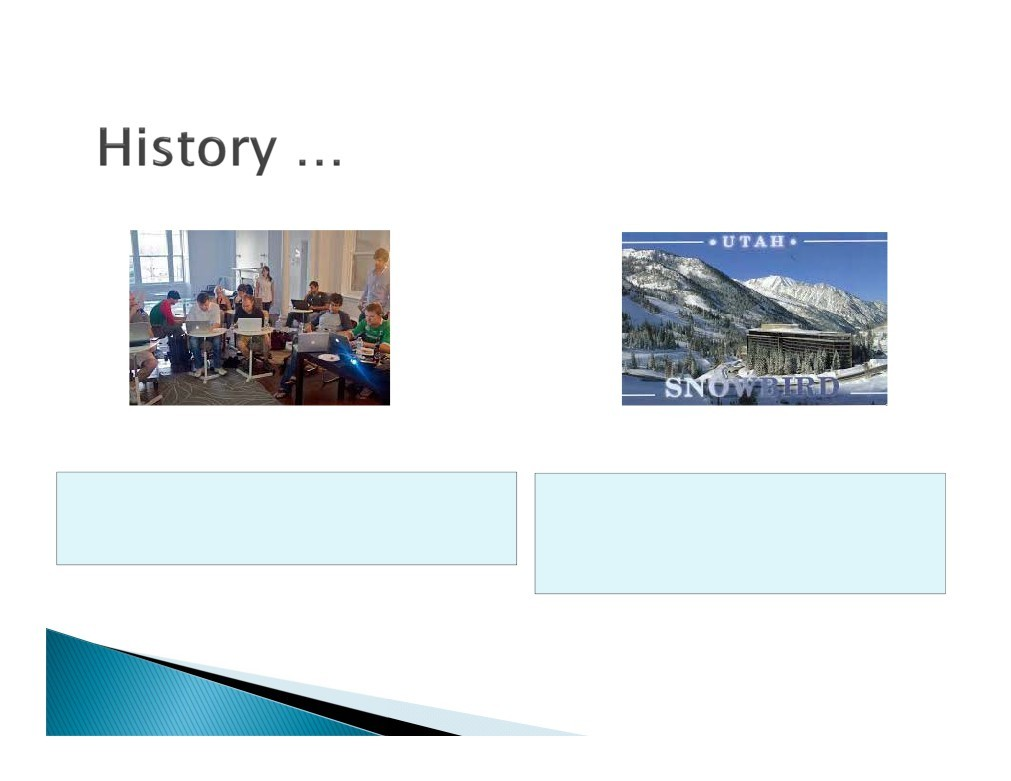 History ...
• UTAH •
SNOWBIRD